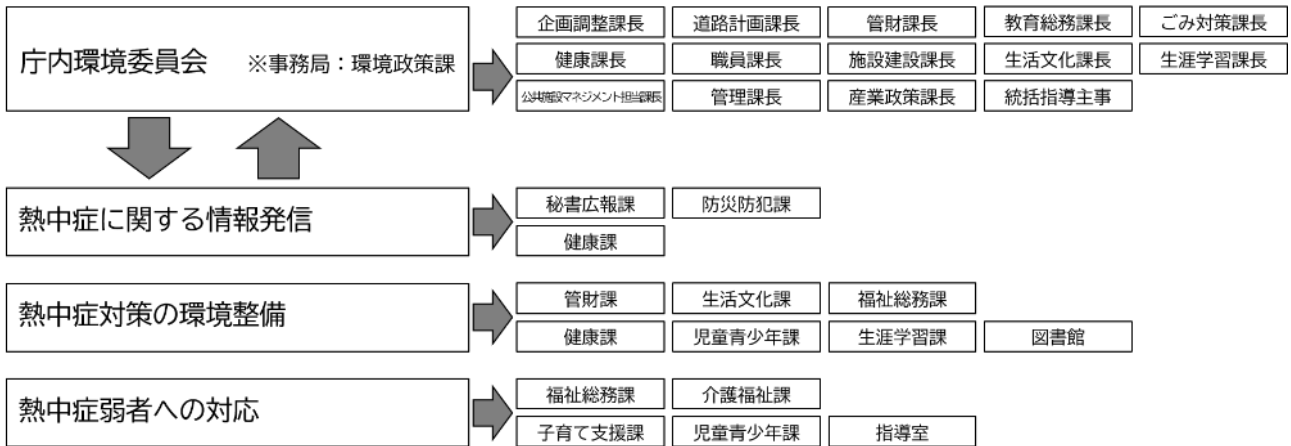 企画調整課長 道路計画課長 管財課長 教育総務課長 ごみ対策課長
庁内環境委員会 ※事務局：環境政策課
健康課長 職員課長 施設建設課長 生活文化課長 生涯学習課長
公共施設マネジメント担当課長 管理課長 産業政策課長 統括指導主事
熱中症に関する情報発信
秘書広報課 防災防犯課
健康課
熱中症対策の環境整備
管財課 生活文化課 福祉総務課
健康課 児童青少年課 生涯学習課 図書館
熱中症弱者への対応
福祉総務課 介護福祉課
子育て支援課 児童青少年課 指導室